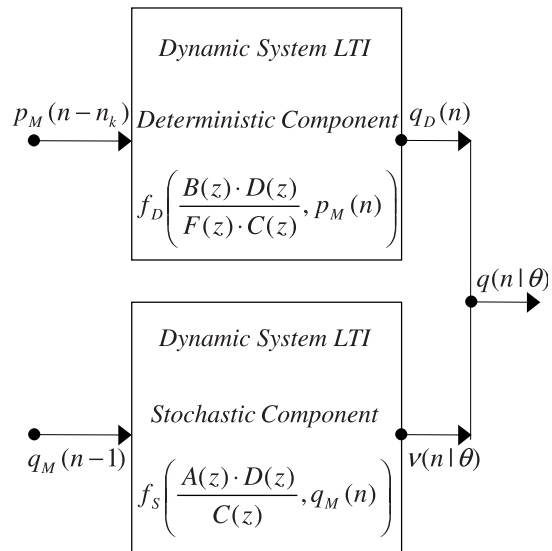 Dynamic System LTI
p_M(n − n_k)
Deterministic Component
q_D(n)
f_D( B(z)·D(z) / F(z)·C(z) , p_M(n) )
q(n|θ)
Dynamic System LTI
Stochastic Component
q_M(n−1)
ν(n|θ)
f_S( A(z)·D(z) / C(z) , q_M(n) )